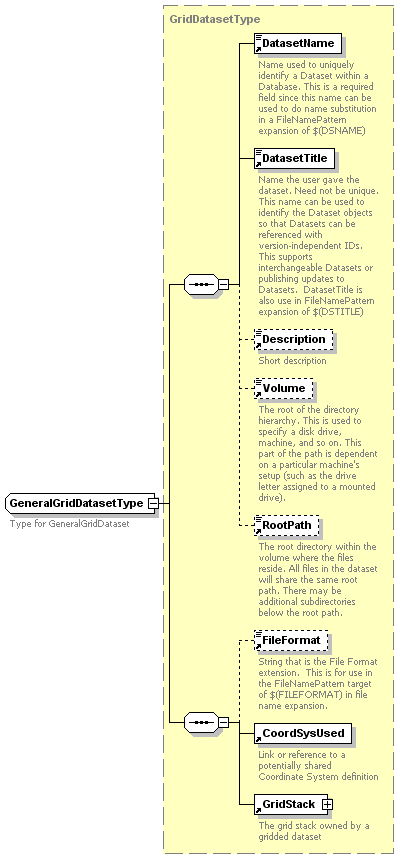 GridDatasetType
DatasetName
Name used to uniquely
identify a Dataset within a
Database. This is a required
field since this name can be
used to do name substitution
in a FileNamePattern
expansion of $(DSNAME)
DatasetTitle
Name the user gave the
dataset. Need not be unique.
This name can be used to
identify the Dataset objects
so that Datasets can be
referenced with
version-independent IDs.
This supports
interchangeable Datasets or
publishing updates to
Datasets.  DatasetTitle is
also use in FileNamePattern
expansion of $(DSTITLE)
Description
Short description
Volume
The root of the directory
hierarchy. This is used to
specify a disk drive,
machine, and so on. This
part of the path is dependent
on a particular machine's
setup (such as the drive
letter assigned to a mounted
drive).
GeneralGridDatasetType
Type for GeneralGridDataset
RootPath
The root directory within the
volume where the files
reside. All files in the dataset
will share the same root
path. There may be
additional subdirectories
below the root path.
FileFormat
String that is the File Format
extension.  This is for use in
the FileNamePattern target
of $(FILEFORMAT) in file
name expansion.
CoordSysUsed
Link or reference to a
potentially shared
Coordinate System definition
GridStack
The grid stack owned by a
gridded dataset